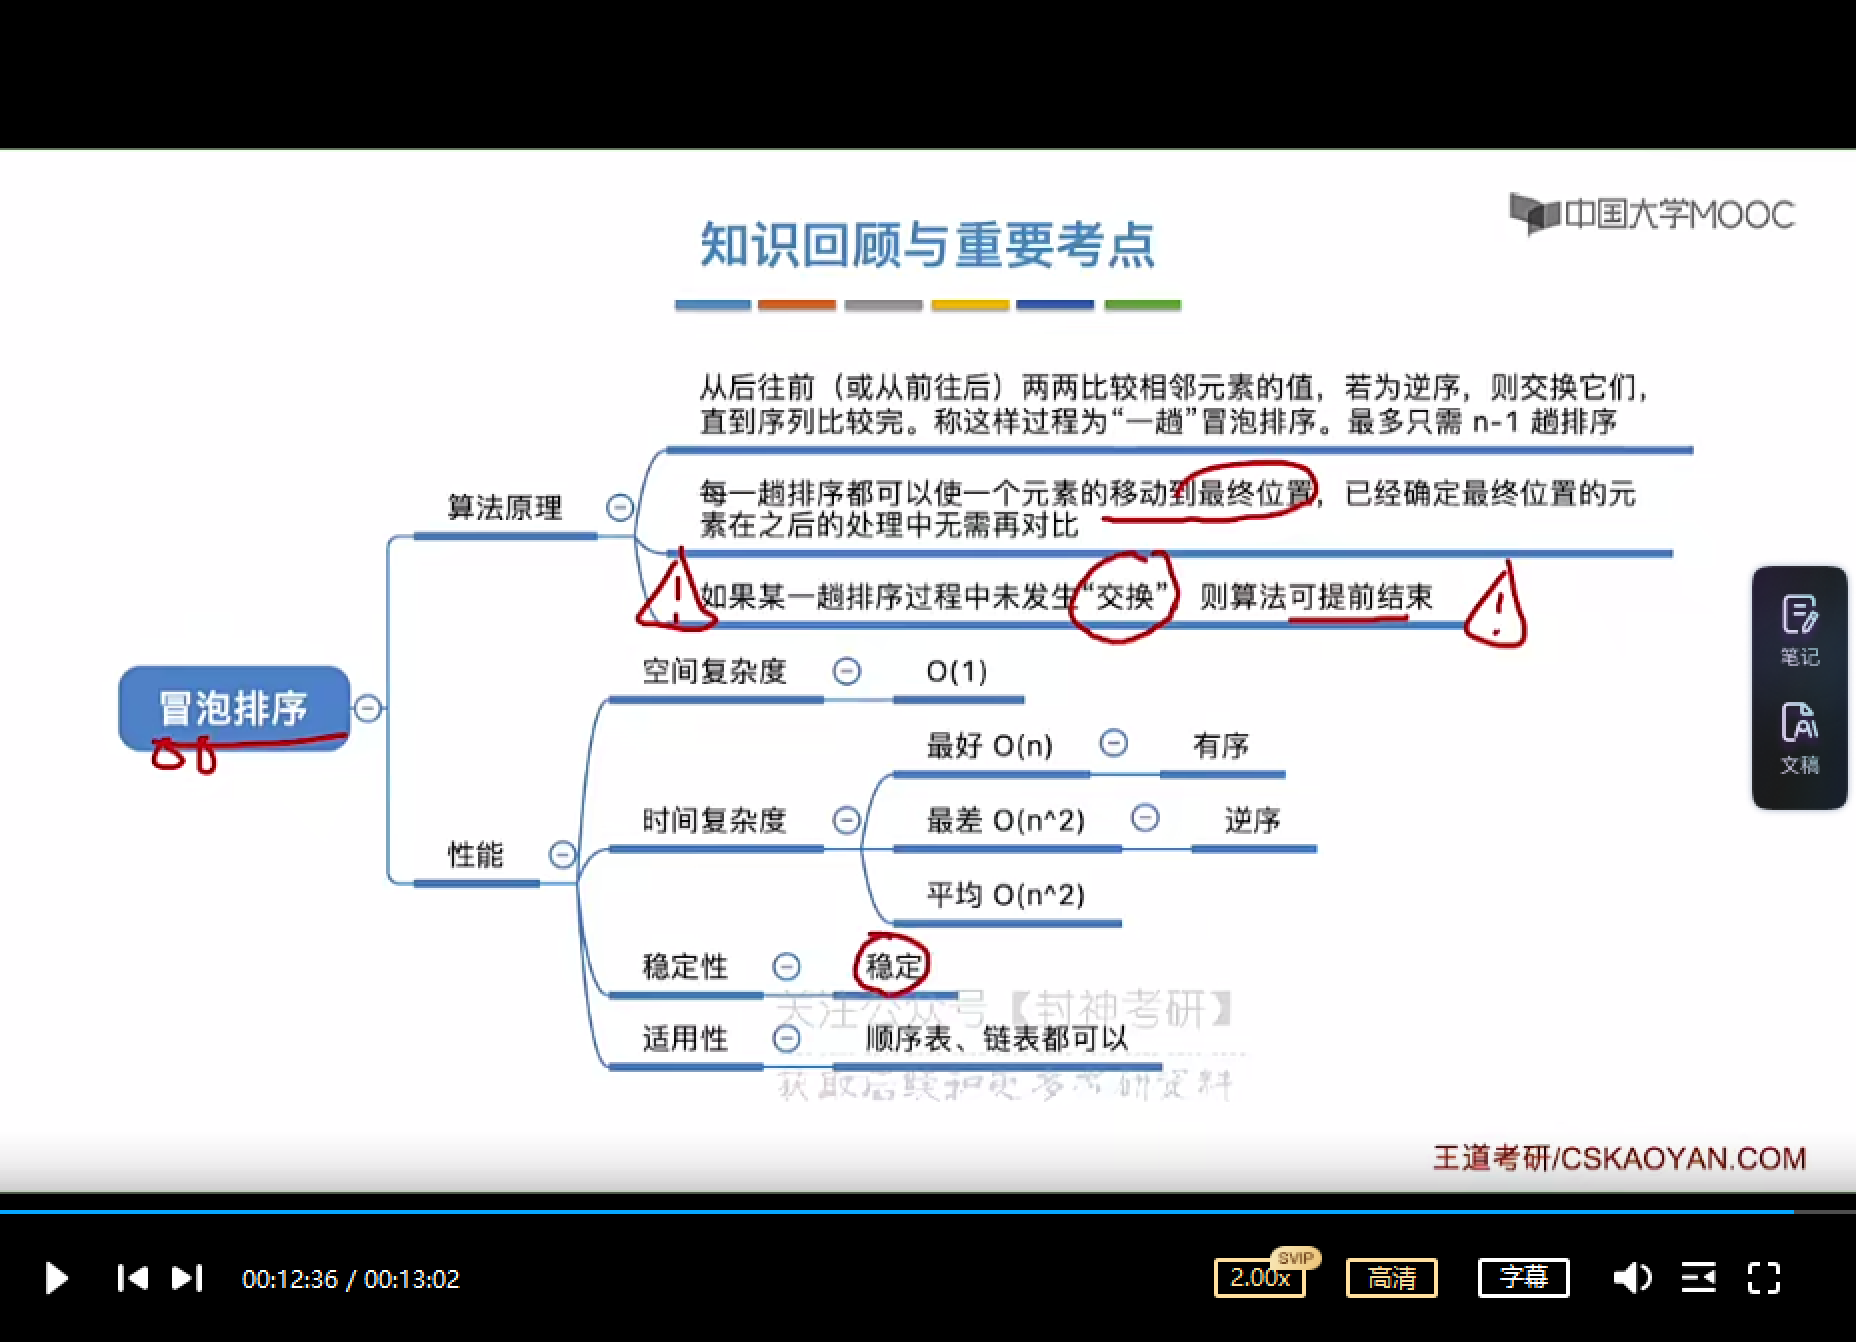 中国大学MOOC
知识回顾与重要考点
从后往前（或从前往后）两两比较相邻元素的值，若为逆序，则交换它们，
直到序列比较完。称这样过程为“一趟”冒泡排序。最多只需 n-1 趟排序
算法原理
每一趟排序都可以使一个元素的移动到最终位置，已经确定最终位置的元
素在之后的处理中无需再对比
如果某一趟排序过程中未发生“交换” 则算法可提前结束
冒泡排序
空间复杂度
O(1)
最好 O(n)
有序
时间复杂度
最差 O(n^2)
逆序
性能
平均 O(n^2)
稳定性
稳定
关注公众号【封神考研】
适用性
顺序表、链表都可以
获取后续和更多考研资料
王道考研/CSKAOYAN.COM
笔记
文稿
00:12:36 / 00:13:02
2.00x
SVIP
高清
字幕